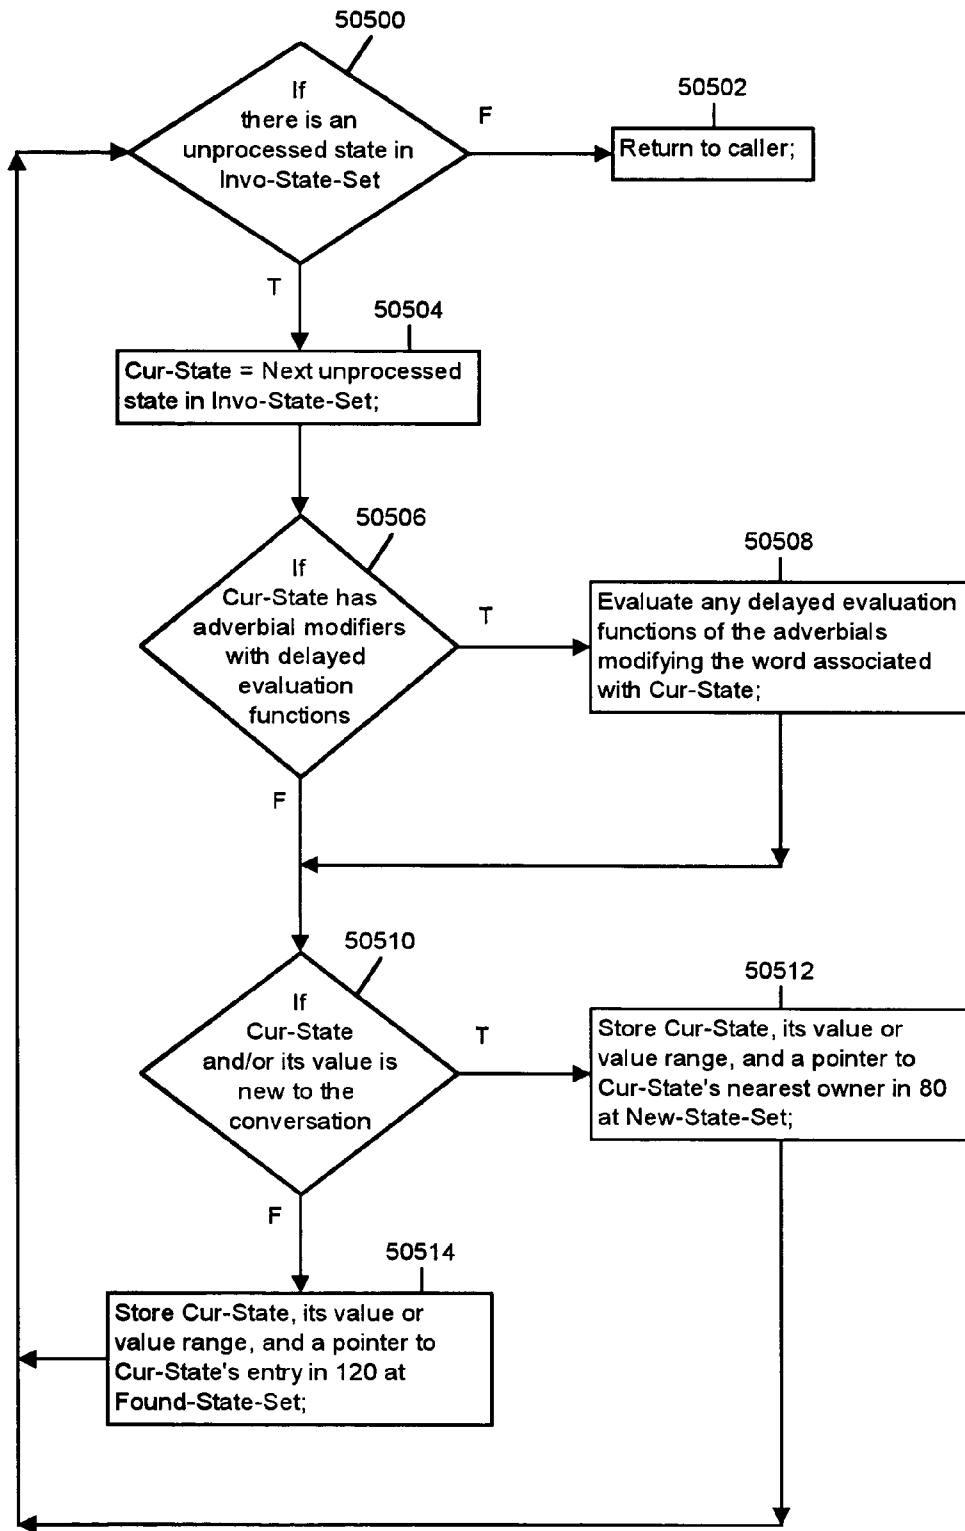 50500
If
there is an
unprocessed state in
Invo-State-Set
F
50502
Return to caller;
T
50504
Cur-State = Next unprocessed
state in Invo-State-Set;
50506
If
Cur-State has
adverbial modifiers
with delayed
evaluation
functions
T
50508
Evaluate any delayed evaluation
functions of the adverbials
modifying the word associated
with Cur-State;
F
50510
If
Cur-State
and/or its value is
new to the
conversation
T
50512
Store Cur-State, its value or
value range, and a pointer to
Cur-State's nearest owner in 80
at New-State-Set;
F
50514
Store Cur-State, its value or
value range, and a pointer to
Cur-State's entry in 120 at
Found-State-Set;